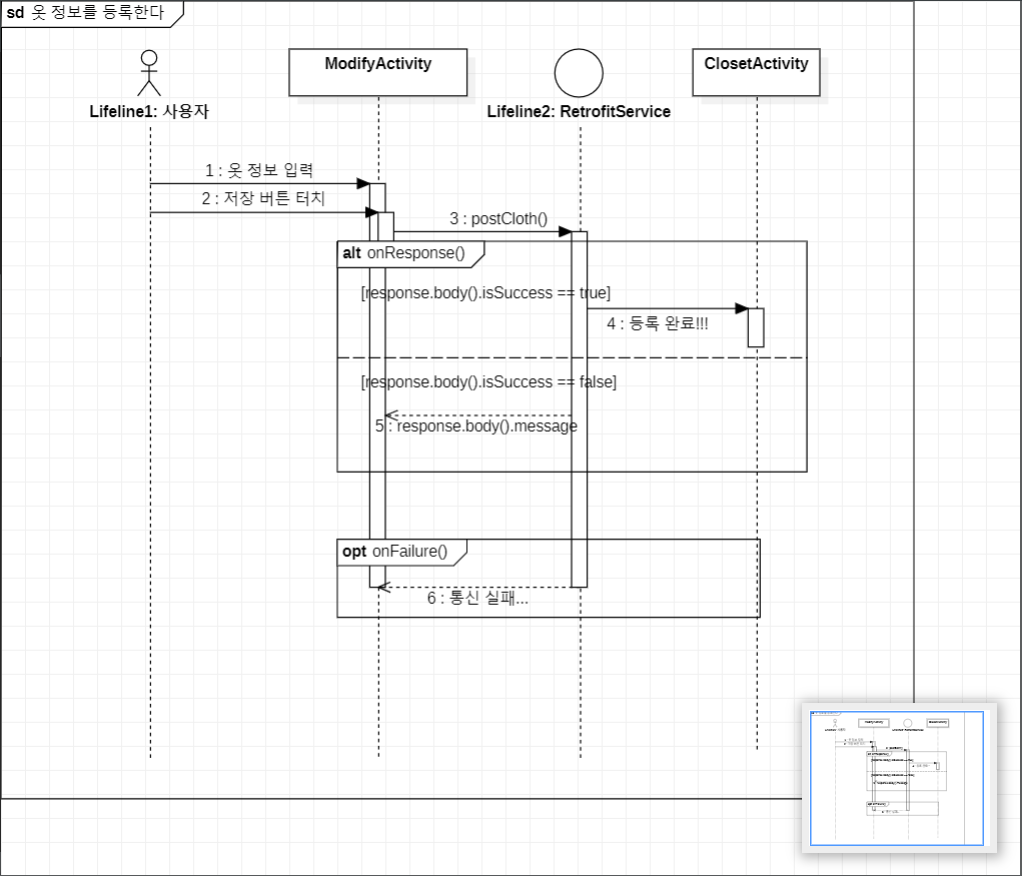 sd 옷 정보를 등록한다
ModifyActivity
ClosetActivity
Lifeline1: 사용자
Lifeline2: RetrofitService
1 : 옷 정보 입력
2 : 저장 버튼 터치
3 : postCloth()
alt onResponse()
[response.body().isSuccess == true]
4 : 등록 완료!!!
[response.body().isSuccess == false]
5 : response.body().message
opt onFailure()
6 : 통신 실패...